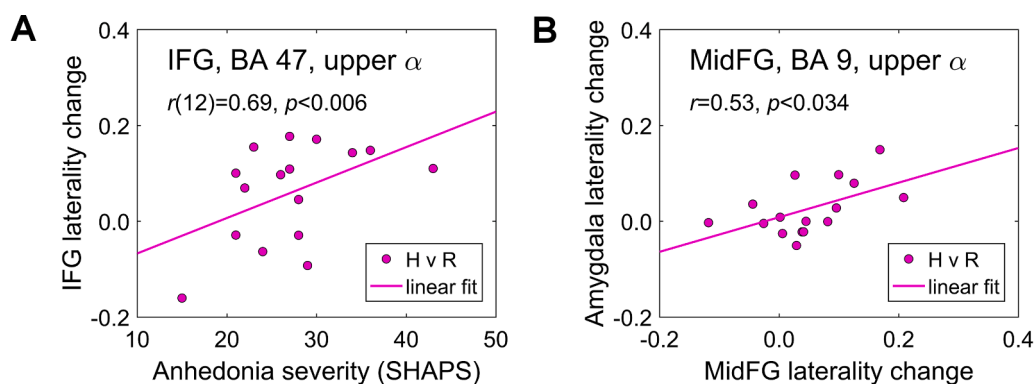 A
IFG, BA 47, upper α
r(12)=0.69, p<0.006
IFG laterality change
0.4
0.2
0.0
-0.2
10
20
30
40
50
H v R
linear fit
Anhedonia severity (SHAPS)
B
MidFG, BA 9, upper α
r=0.53, p<0.034
Amygdala laterality change
0.4
0.2
0.0
-0.2
-0.2
0.0
0.2
0.4
H v R
linear fit
MidFG laterality change